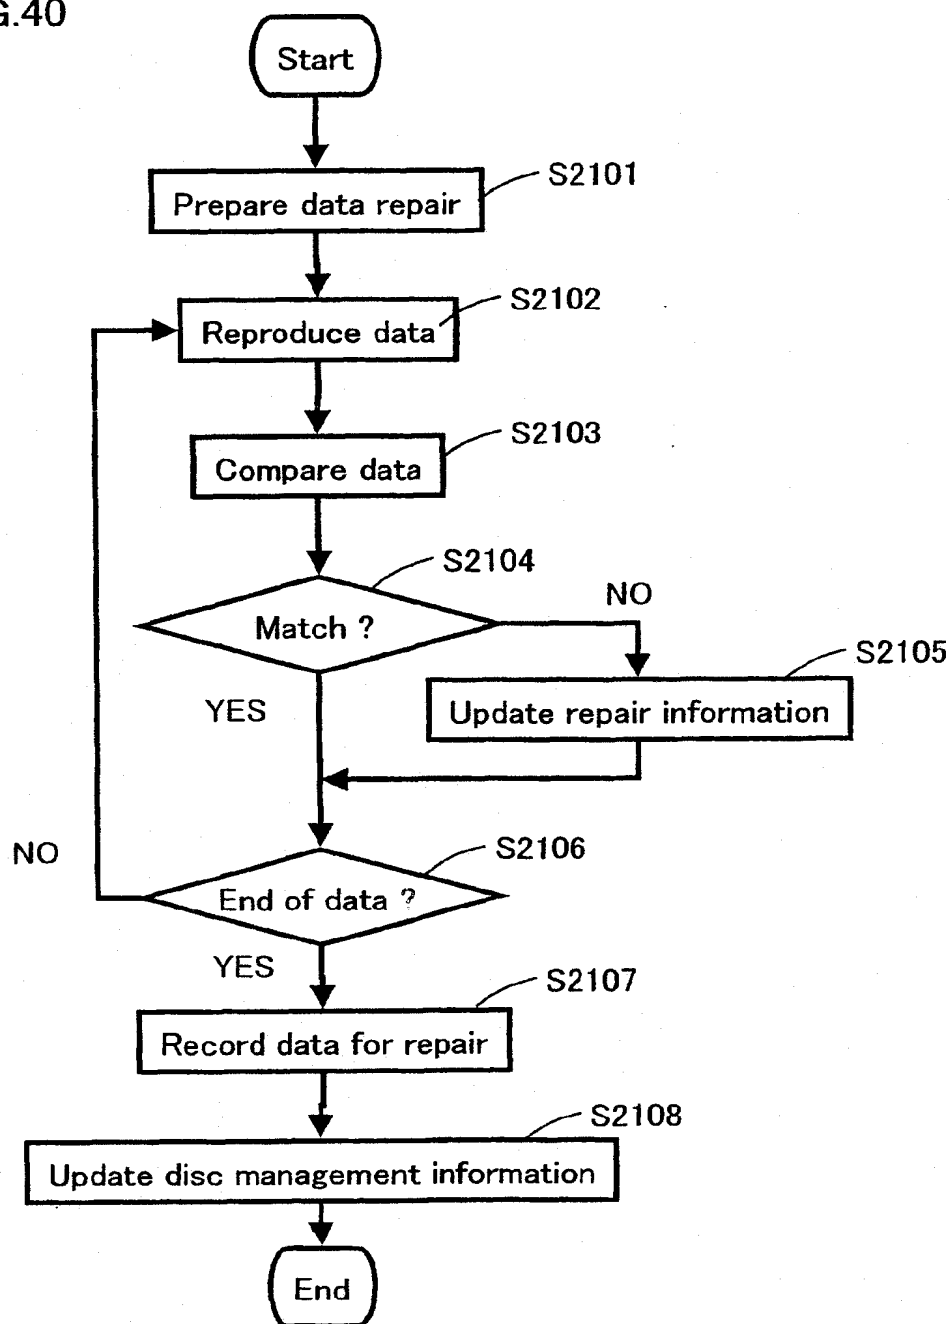 G.40
Start
S2101
Prepare data repair
S2102
Reproduce data
S2103
Compare data
S2104
Match ?
NO
S2105
YES
Update repair information
NO
S2106
End of data ?
YES
S2107
Record data for repair
S2108
Update disc management information
End